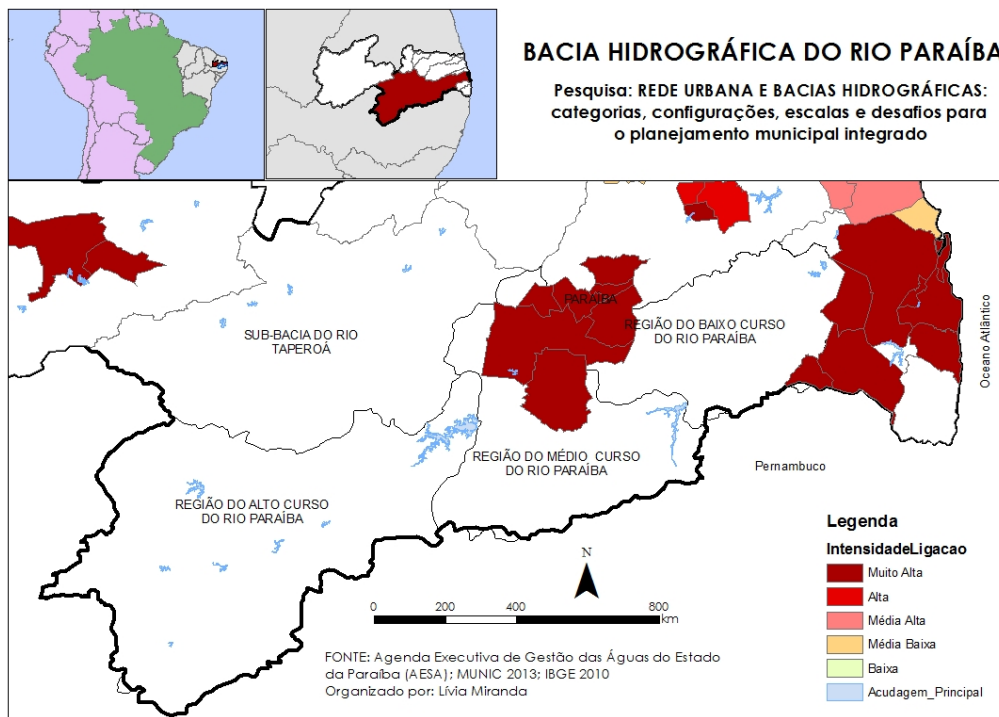 BACIA HIDROGRÁFICA DO RIO PARAÍBA
Pesquisa: REDE URBANA E BACIAS HIDROGRÁFICAS:
categorias, configurações, escalas e desafios para
o planejamento municipal integrado
PARAÍBA
SUB-BACIA DO RIO
TAPEROÁ
REGIÃO DO BAIXO CURSO
DO RIO PARAÍBA
Oceano Atlântico
REGIÃO DO MÉDIO CURSO
DO RIO PARAÍBA
Pernambuco
REGIÃO DO ALTO CURSO
DO RIO PARAÍBA
N
0 200 400 800
km
FONTE: Agenda Executiva de Gestão das Águas do Estado
da Paraíba (AESA); MUNIC 2013; IBGE 2010
Organizado por: Lívia Miranda
Legenda
IntensidadeLigacao
Muito Alta
Alta
Média Alta
Média Baixa
Baixa
Acudagem_Principal